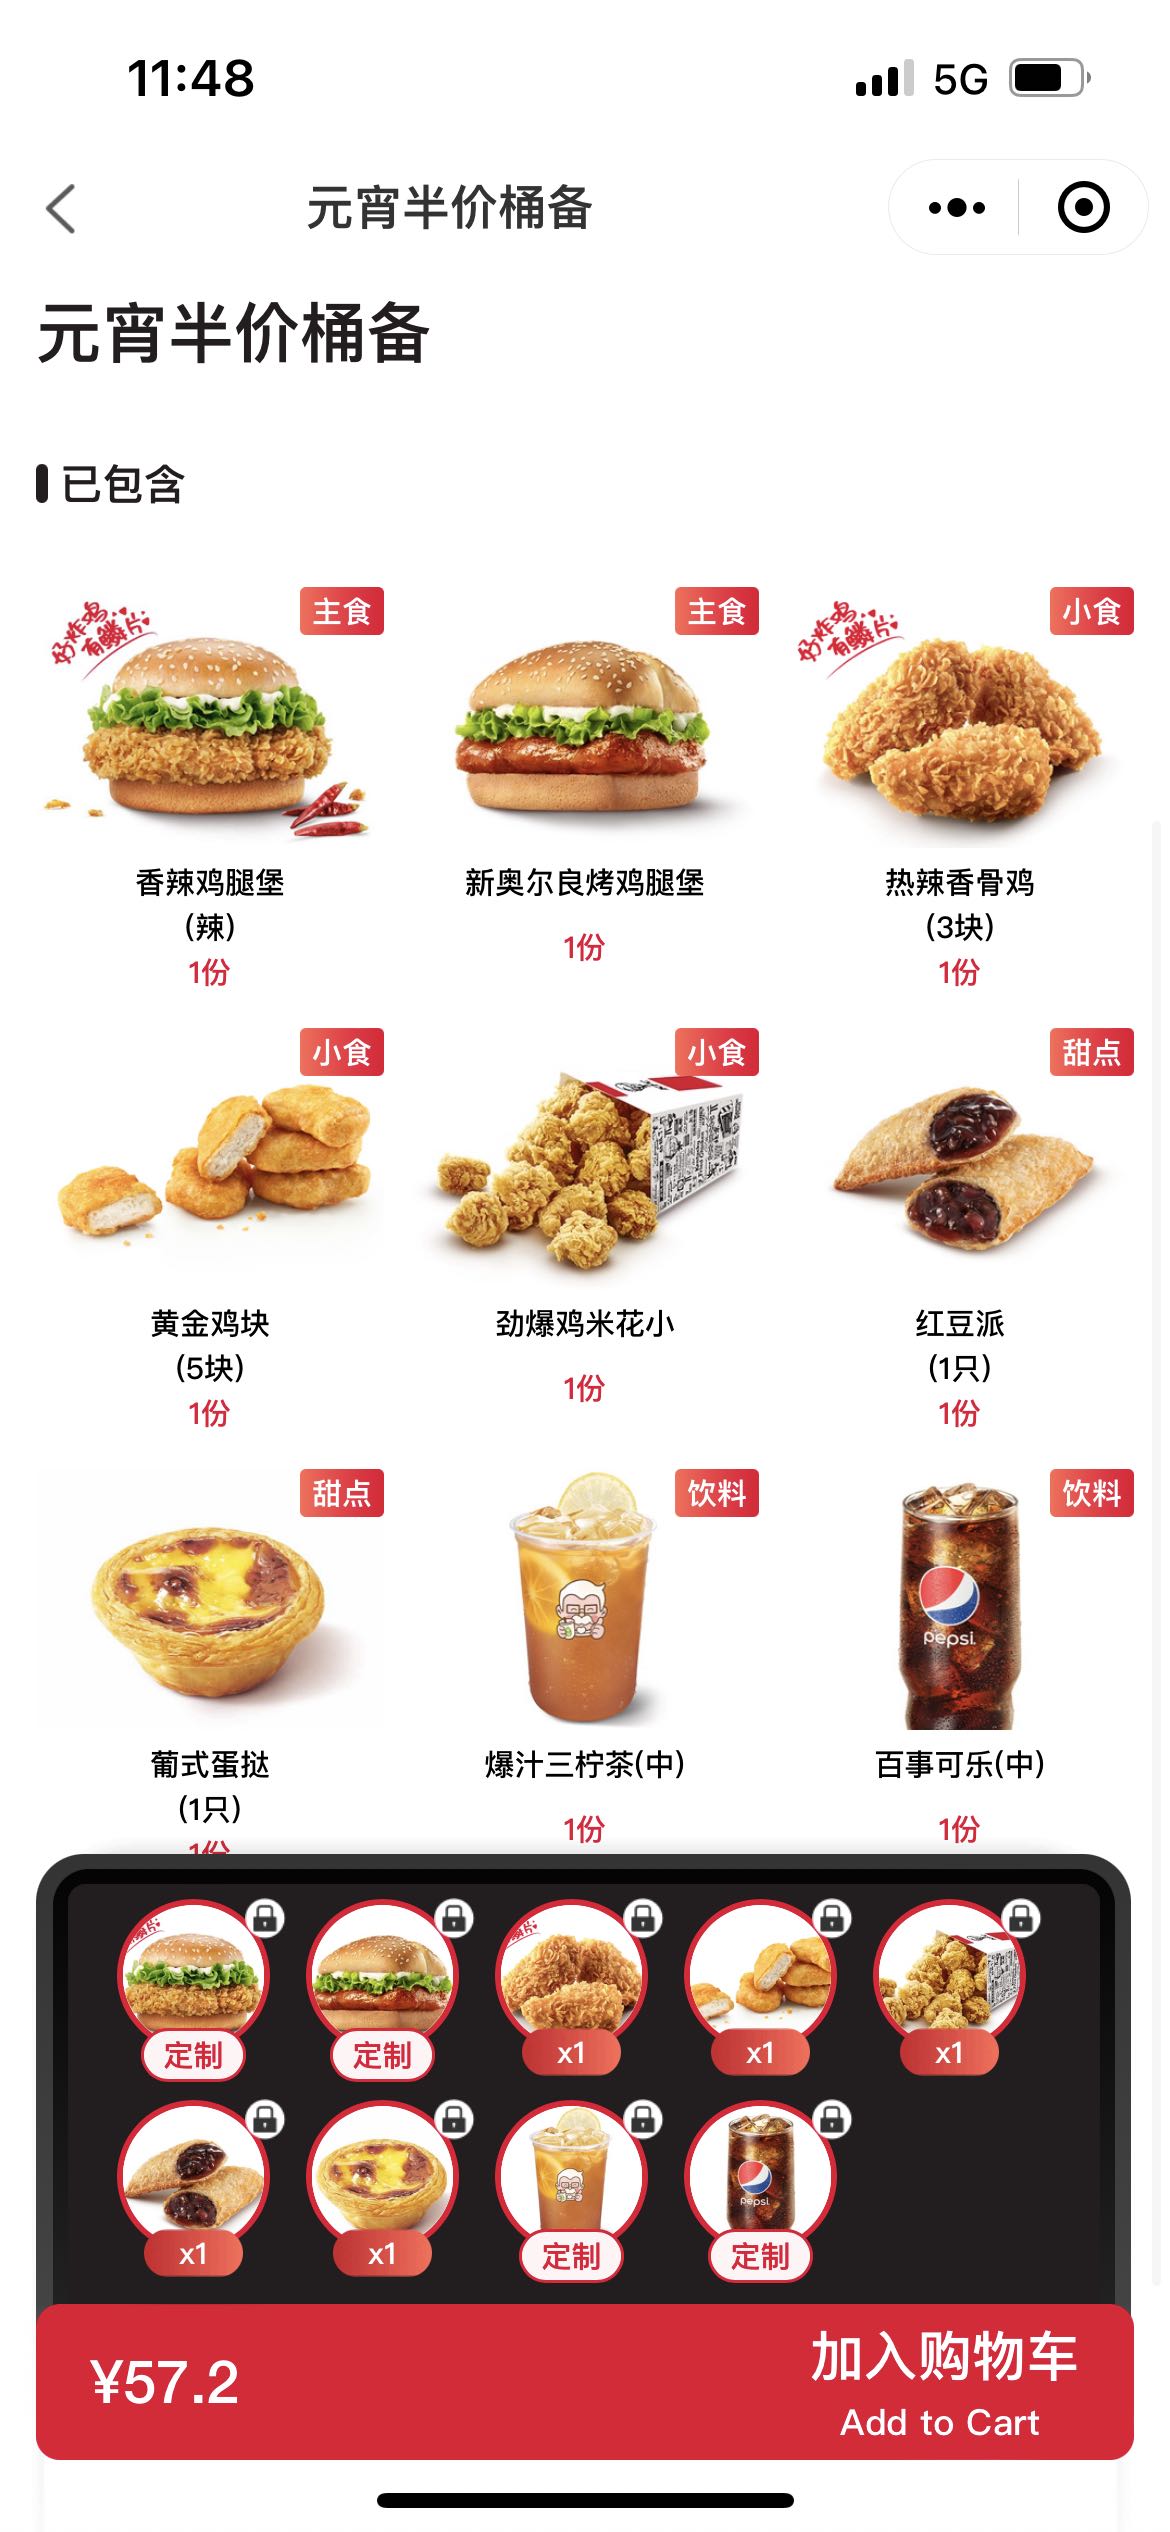 11:48
5G
元宵半价桶备
元宵半价桶备
已包含
好炸鸡
有鳞片
主食
主食
好炸鸡
有鳞片
小食
香辣鸡腿堡
(辣)
1份
新奥尔良烤鸡腿堡
1份
热辣香骨鸡
(3块)
1份
小食
小食
甜点
黄金鸡块
(5块)
1份
劲爆鸡米花小
1份
红豆派
(1只)
1份
甜点
饮料
饮料
pepsi
葡式蛋挞
(1只)
1份
爆汁三柠茶(中)
1份
百事可乐(中)
1份
定制
定制
x1
x1
x1
x1
x1
定制
pepsi
定制
¥57.2
加入购物车
Add to Cart